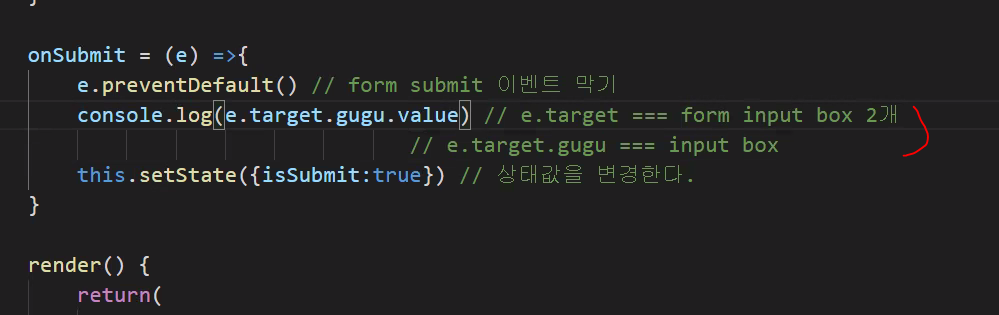 }
onSubmit = (e) =>{
e.preventDefault() // form submit 이벤트 막기
console.log(e.target.gugu.value) // e.target === form input box 2개
// e.target.gugu === input box
this.setState({isSubmit:true}) // 상태값을 변경한다.
}
render() {
return(